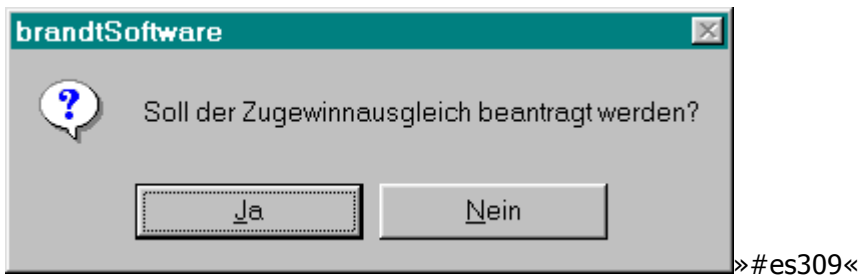 brandtSoftware
Soll der Zugewinnausgleich beantragt werden?
Ja Nein
»#es309«